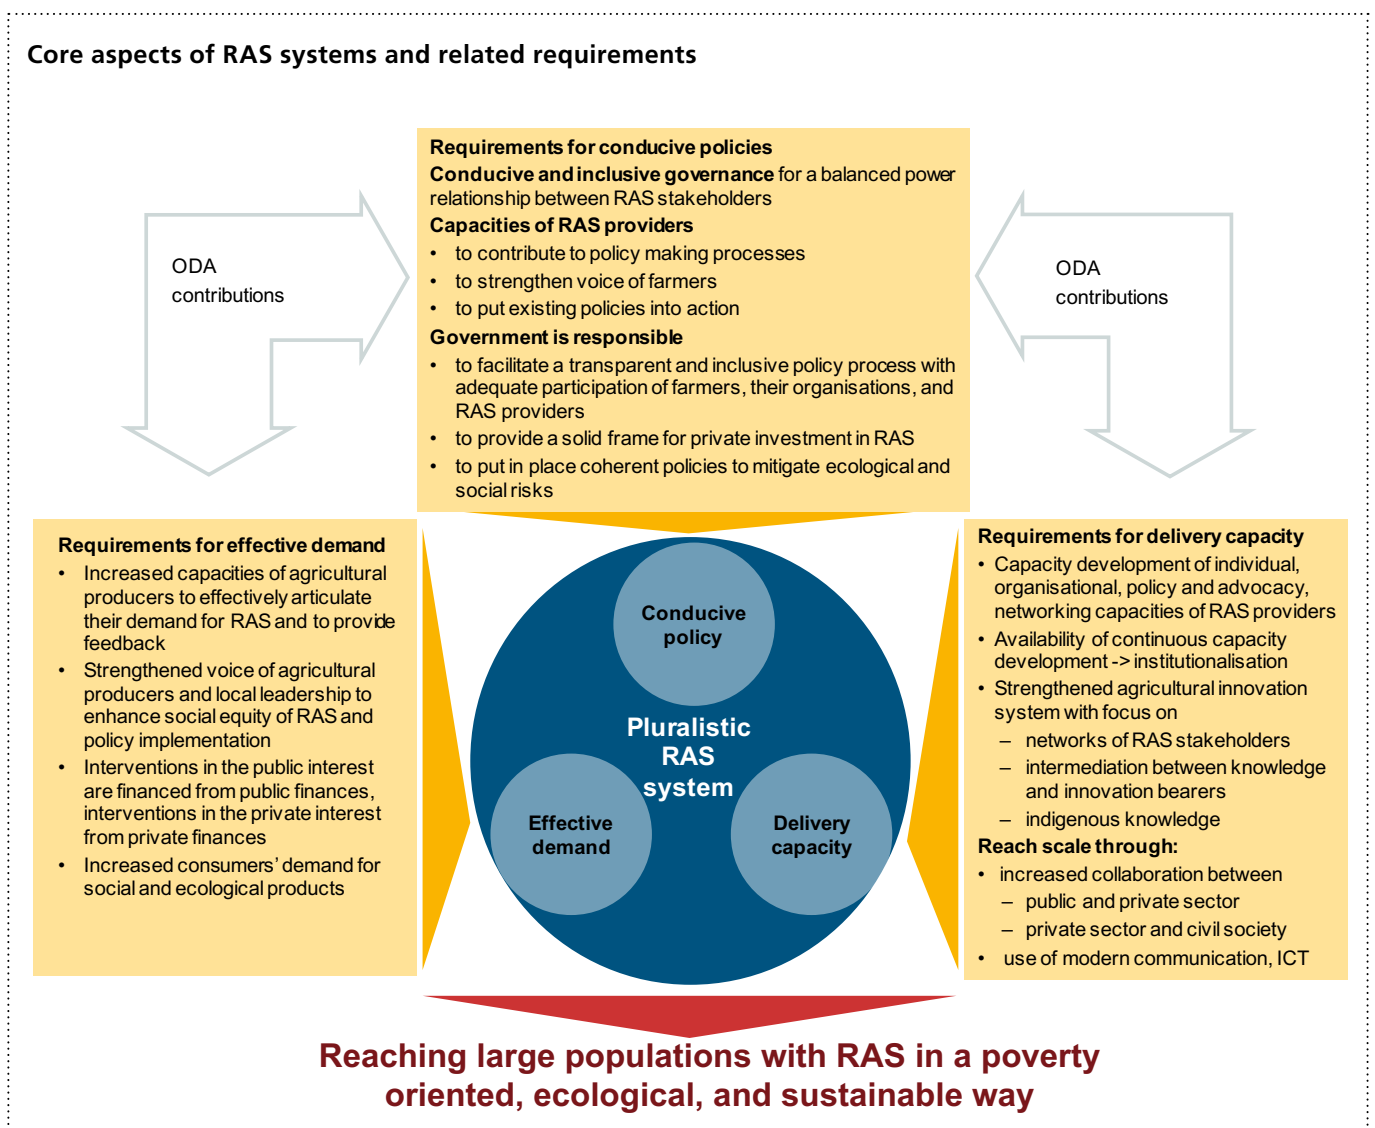 Core aspects of RAS systems and related requirements
ODA
contributions
Requirements for conducive policies
Conducive and inclusive governance for a balanced power
relationship between RAS stakeholders
Capacities of RAS providers
• to contribute to policy making processes
• to strengthen voice of farmers
• to put existing policies into action
Government is responsible
• to facilitate a transparent and inclusive policy process with
adequate participation of farmers, their organisations, and
RAS providers
• to provide a solid frame for private investment in RAS
• to put in place coherent policies to mitigate ecological and
social risks
ODA
contributions
Requirements for effective demand
• Increased capacities of agricultural
producers to effectively articulate
their demand for RAS and to provide
feedback
• Strengthened voice of agricultural
producers and local leadership to
enhance social equity of RAS and
policy implementation
• Interventions in the public interest
are financed from public finances,
interventions in the private interest
from private finances
• Increased consumers' demand for
social and ecological products
Conducive
policy
Pluralistic
RAS
system
Effective
demand
Delivery
capacity
Requirements for delivery capacity
• Capacity development of individual,
organisational, policy and advocacy,
networking capacities of RAS providers
• Availability of continuous capacity
development -> institutionalisation
• Strengthened agricultural innovation
system with focus on
– networks of RAS stakeholders
– intermediation between knowledge
and innovation bearers
– indigenous knowledge
Reach scale through:
• increased collaboration between
– public and private sector
– private sector and civil society
• use of modern communication, ICT
Reaching large populations with RAS in a poverty
oriented, ecological, and sustainable way